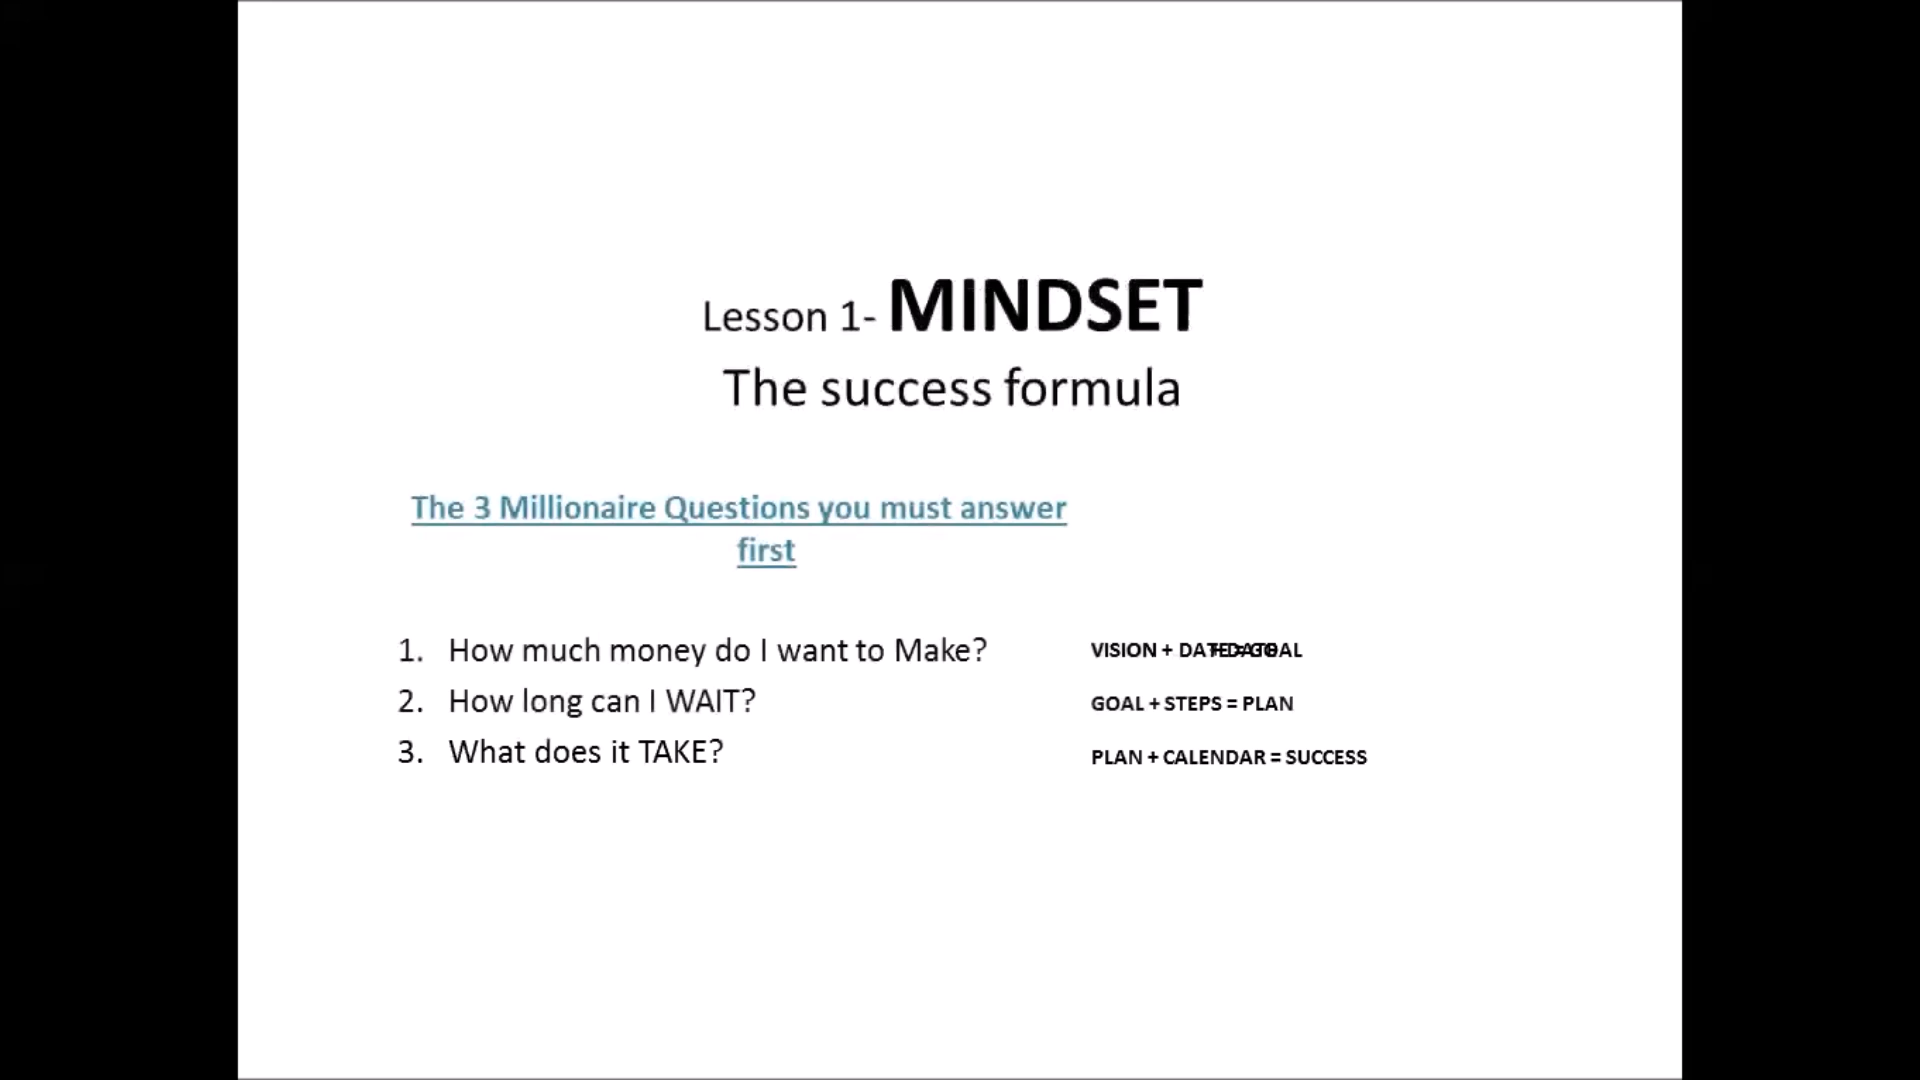 Lesson 1- MINDSET
The success formula
The 3 Millionaire Questions you must answer
first
1. How much money do I want to Make?
2. How long can I WAIT?
3. What does it TAKE?
VISION + DATE = GOAL
GOAL + STEPS = PLAN
PLAN + CALENDAR = SUCCESS